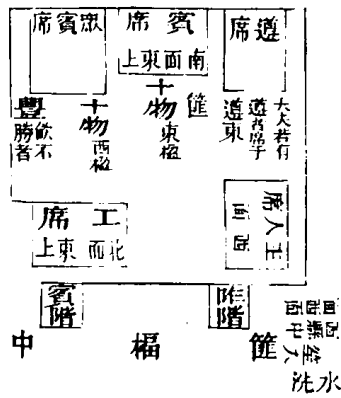 遵席
賓席
南面東上
眾賓席
大夫若有
遵者席于
遵東
篚
十物 東楹
十物 西楹
豐 飲不
勝者
主人席
西面
工席
北面東上
阼階
賓階
篚
楅
中
水洗